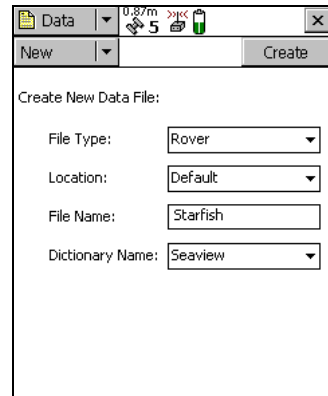 Data 0.87m 5
New Create
Create New Data File:
File Type: Rover
Location: Default
File Name: Starfish
Dictionary Name: Seaview